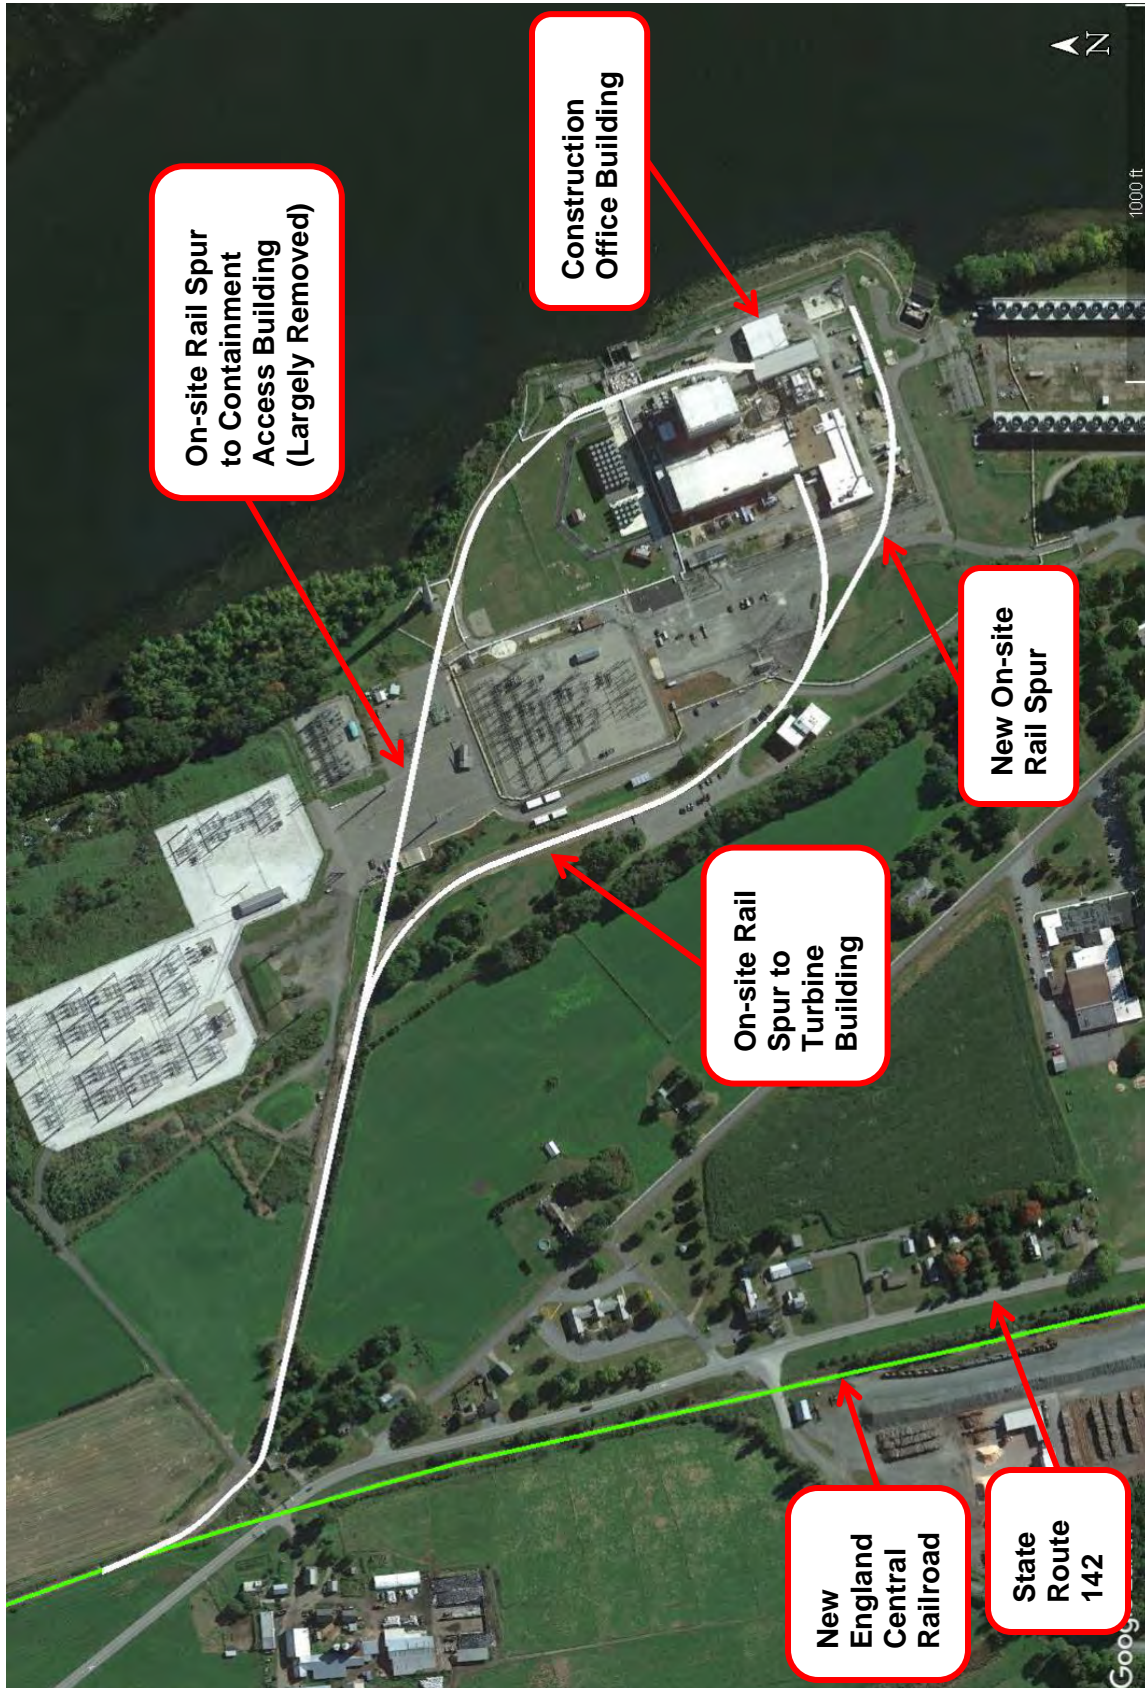 On-site Rail Spur
to Containment
Access Building
(Largely Removed)
Construction
Office Building
N
1000 ft
New On-site
Rail Spur
On-site Rail
Spur to
Turbine
Building
New
England
Central
Railroad
State
Route
142